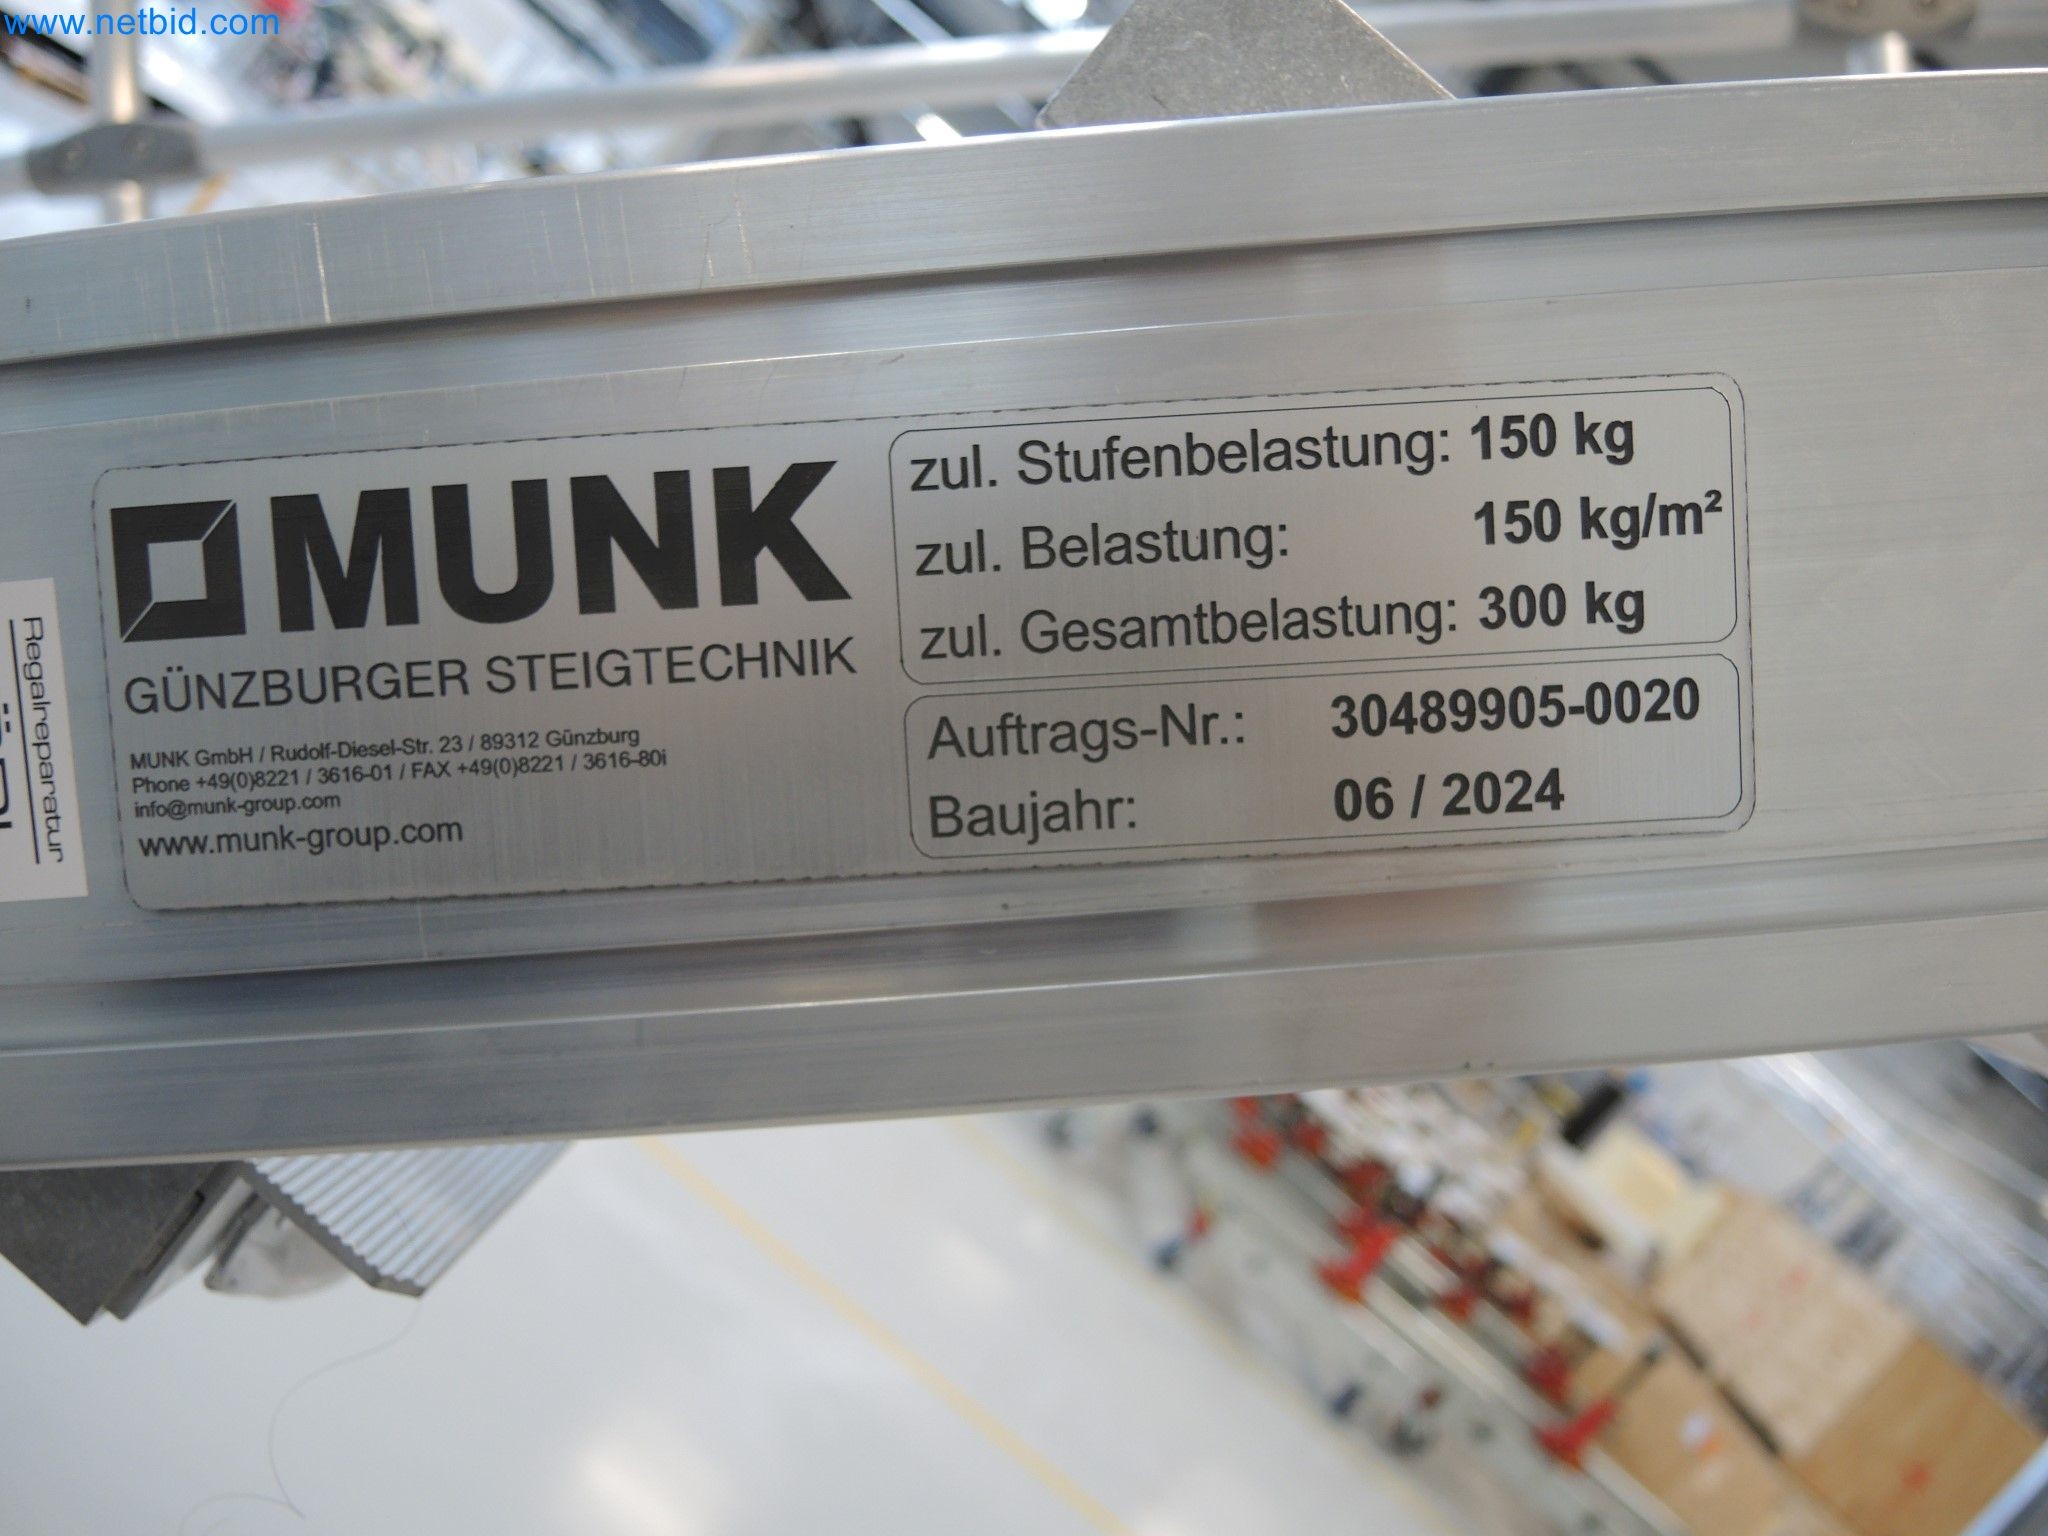 www.netbid.com
MUNK
GÜNZBURGER STEIGTECHNIK
MUNK GmbH / Rudolf-Diesel-Str. 23 / 89312 Günzburg
Phone +49(0)8221 / 3616-01 / FAX +49(0)8221 / 3616-80i
info@munk-group.com
www.munk-group.com
zul. Stufenbelastung: 150 kg
zul. Belastung: 150 kg/m²
zul. Gesamtbelastung: 300 kg
Auftrags-Nr.: 30489905-0020
Baujahr: 06 / 2024
Regalreparatur